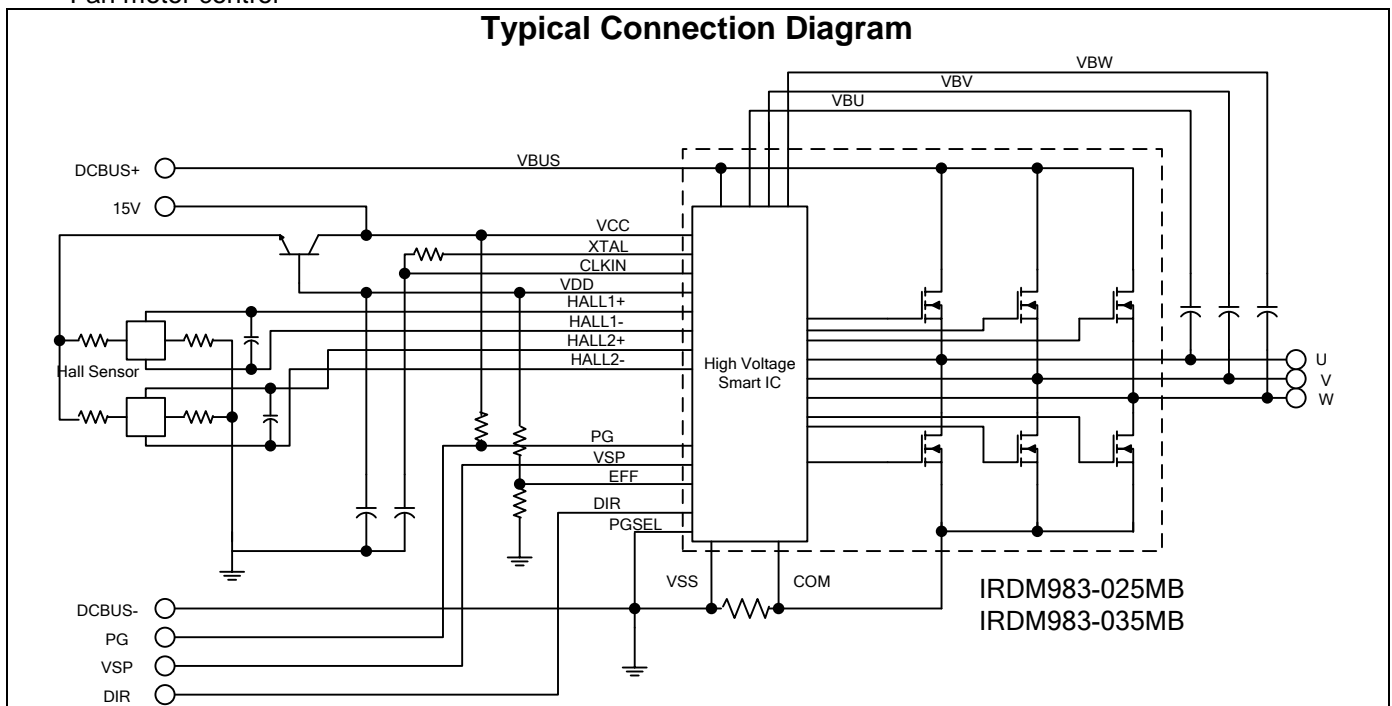 Fan motor control
Typical Connection Diagram
VBW
VBV
VBU
DCBUS+
VBUS
15V
VCC
XTAL
CLKIN
VDD
HALL1+
HALL1-
HALL2+
HALL2-
Hall Sensor
High Voltage
Smart IC
U
V
W
PG
VSP
EFF
DIR
PGSEL
VSS
COM
IRDM983-025MB
IRDM983-035MB
DCBUS-
PG
VSP
DIR